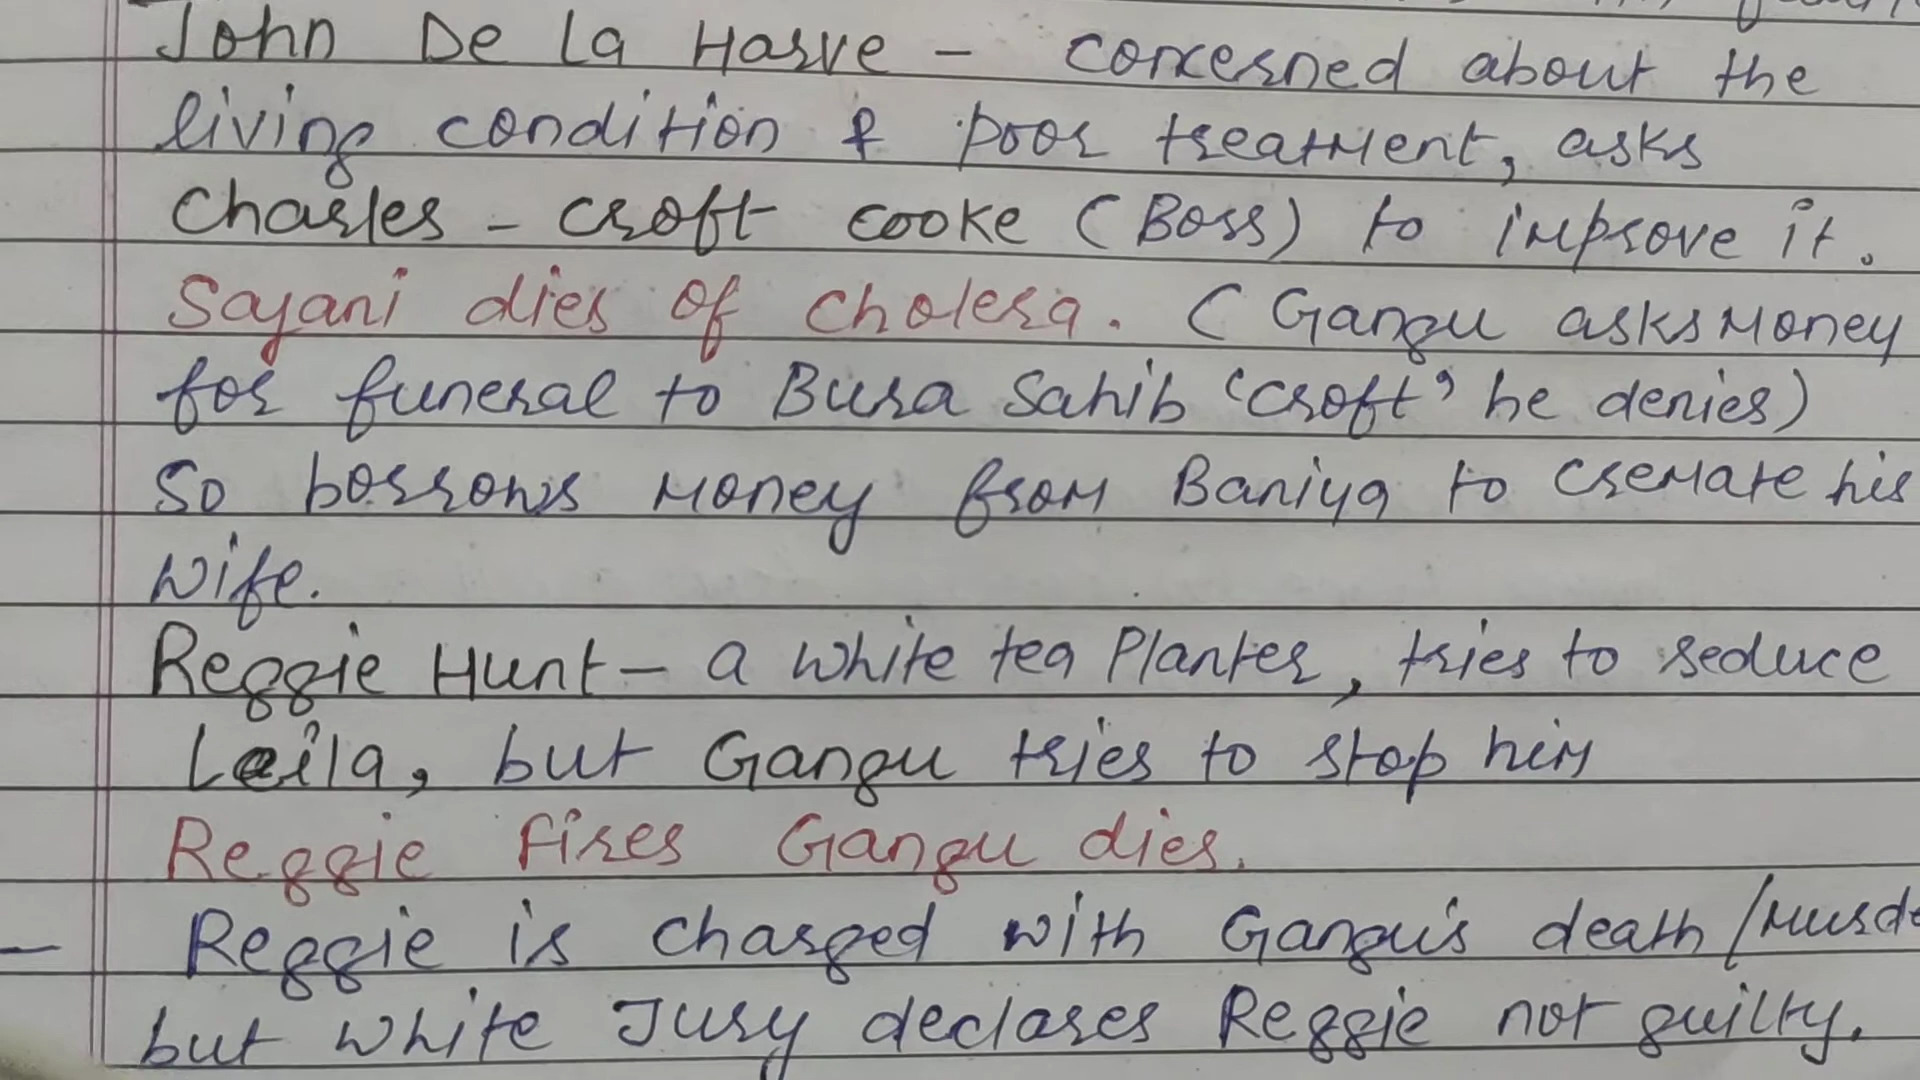 John De la Harve - concerned about the
living condition & poor treatment, asks
Charles - croft cooke (Boss) to improve it.
Sajani dies of cholera. (Gangu asks money
for funeral to Bura Sahib 'croft' he denies)
So borrows money from Baniya to cremate his
wife.
Reggie Hunt - a white tea Planter, tries to seduce
Leila, but Gangu tries to stop him
Reggie fires Gangu dies.
- Reggie is charged with Gangu's death /
but white Jury declares Reggie not guilty.